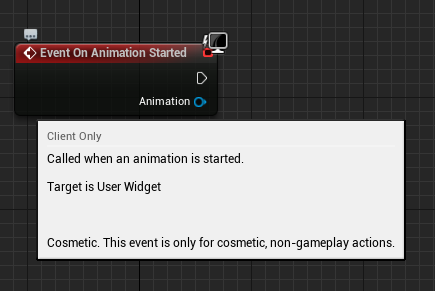 Event On Animation Started
Animation
Client Only
Called when an animation is started.
Target is User Widget
Cosmetic. This event is only for cosmetic, non-gameplay actions.